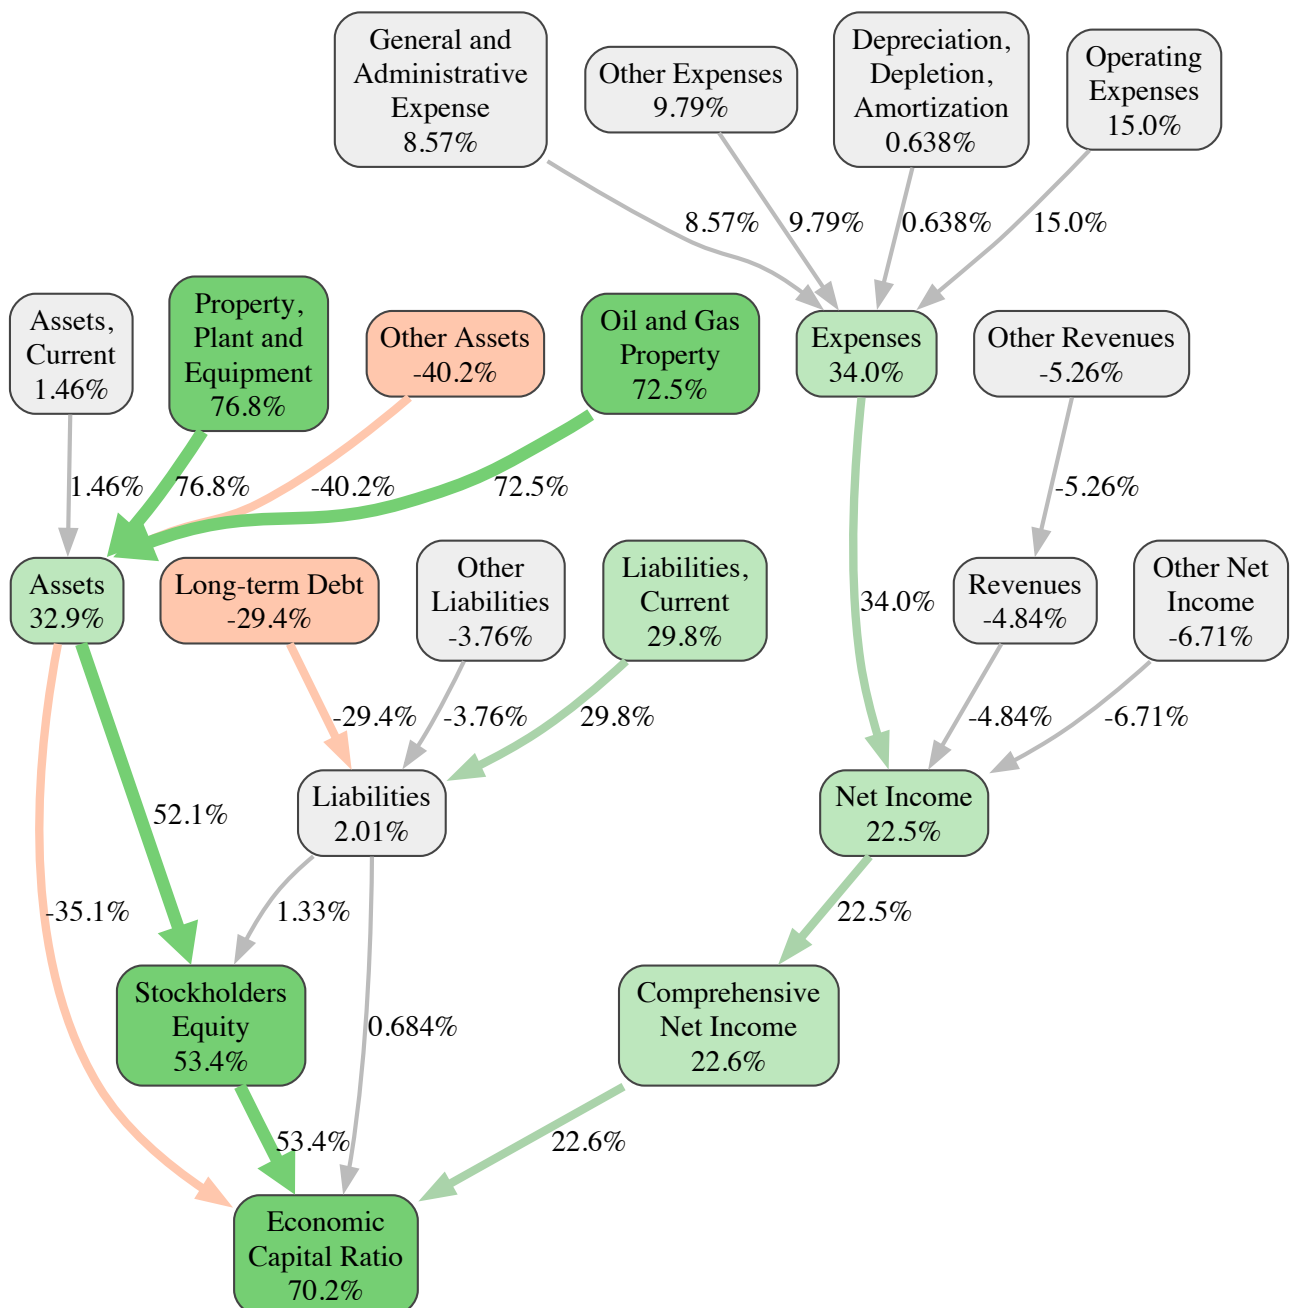 General and
Administrative
Expense
8.57%
Other Expenses
9.79%
Depreciation,
Depletion,
Amortization
0.638%
Operating
Expenses
15.0%
8.57%
9.79%
0.638%
15.0%
Assets,
Current
1.46%
Property,
Plant and
Equipment
76.8%
Other Assets
-40.2%
Oil and Gas
Property
72.5%
Expenses
34.0%
Other Revenues
-5.26%
1.46%
76.8%
-40.2%
72.5%
-5.26%
Assets
32.9%
Long-term Debt
-29.4%
Other
Liabilities
-3.76%
Liabilities,
Current
29.8%
34.0%
Revenues
-4.84%
Other Net
Income
-6.71%
-29.4%
-3.76%
29.8%
-4.84%
-6.71%
52.1%
Liabilities
2.01%
Net Income
22.5%
-35.1%
1.33%
22.5%
Stockholders
Equity
53.4%
0.684%
Comprehensive
Net Income
22.6%
53.4%
22.6%
Economic
Capital Ratio
70.2%